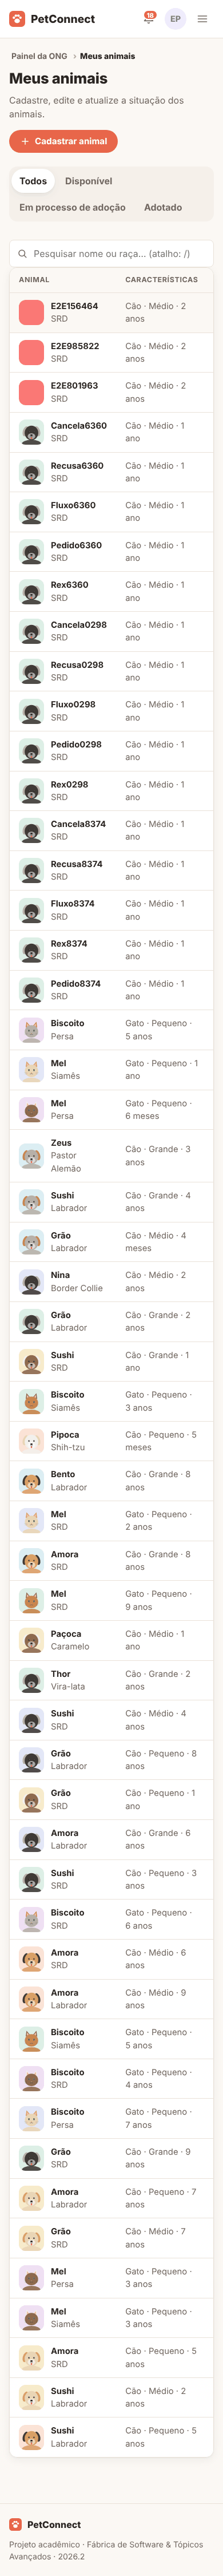 PetConnect
18
EP
Painel da ONG › Meus animais
Meus animais
Cadastre, edite e atualize a situação dos
animais.
+ Cadastrar animal
Todos Disponível
Em processo de adoção Adotado
Pesquisar nome ou raça... (atalho: /)
ANIMAL CARACTERÍSTICAS
E2E156464 Cão · Médio · 2
SRD anos
E2E985822 Cão · Médio · 2
SRD anos
E2E801963 Cão · Médio · 2
SRD anos
Cancela6360 Cão · Médio · 1
SRD ano
Recusa6360 Cão · Médio · 1
SRD ano
Fluxo6360 Cão · Médio · 1
SRD ano
Pedido6360 Cão · Médio · 1
SRD ano
Rex6360 Cão · Médio · 1
SRD ano
Cancela0298 Cão · Médio · 1
SRD ano
Recusa0298 Cão · Médio · 1
SRD ano
Fluxo0298 Cão · Médio · 1
SRD ano
Pedido0298 Cão · Médio · 1
SRD ano
Rex0298 Cão · Médio · 1
SRD ano
Cancela8374 Cão · Médio · 1
SRD ano
Recusa8374 Cão · Médio · 1
SRD ano
Fluxo8374 Cão · Médio · 1
SRD ano
Rex8374 Cão · Médio · 1
SRD ano
Pedido8374 Cão · Médio · 1
SRD ano
Biscoito Gato · Pequeno ·
Persa 5 anos
Mel Gato · Pequeno · 1
Siamês ano
Mel Gato · Pequeno ·
Persa 6 meses
Zeus Cão · Grande · 3
Pastor anos
Alemão
Sushi Cão · Grande · 4
Labrador anos
Grão Cão · Médio · 4
Labrador meses
Nina Cão · Médio · 2
Border Collie anos
Grão Cão · Grande · 2
Labrador anos
Sushi Cão · Grande · 1
SRD ano
Biscoito Gato · Pequeno ·
Siamês 3 anos
Pipoca Cão · Pequeno · 5
Shih-tzu meses
Bento Cão · Grande · 8
Labrador anos
Mel Gato · Pequeno ·
SRD 2 anos
Amora Cão · Grande · 8
SRD anos
Mel Gato · Pequeno ·
SRD 9 anos
Paçoca Cão · Médio · 1
Caramelo ano
Thor Cão · Grande · 2
Vira-lata anos
Sushi Cão · Médio · 4
SRD anos
Grão Cão · Pequeno · 8
Labrador anos
Grão Cão · Pequeno · 1
SRD ano
Amora Cão · Grande · 6
Labrador anos
Sushi Cão · Pequeno · 3
SRD anos
Biscoito Gato · Pequeno ·
SRD 6 anos
Amora Cão · Médio · 6
SRD anos
Amora Cão · Médio · 9
Labrador anos
Biscoito Gato · Pequeno ·
Siamês 5 anos
Biscoito Gato · Pequeno ·
SRD 4 anos
Biscoito Gato · Pequeno ·
Persa 7 anos
Grão Cão · Grande · 9
SRD anos
Amora Cão · Pequeno · 7
Labrador anos
Grão Cão · Médio · 7
SRD anos
Mel Gato · Pequeno ·
Persa 3 anos
Mel Gato · Pequeno ·
Siamês 3 anos
Amora Cão · Pequeno · 5
SRD anos
Sushi Cão · Médio · 2
Labrador anos
Sushi Cão · Pequeno · 5
Labrador anos
PetConnect
Projeto acadêmico · Fábrica de Software & Tópicos
Avançados · 2026.2